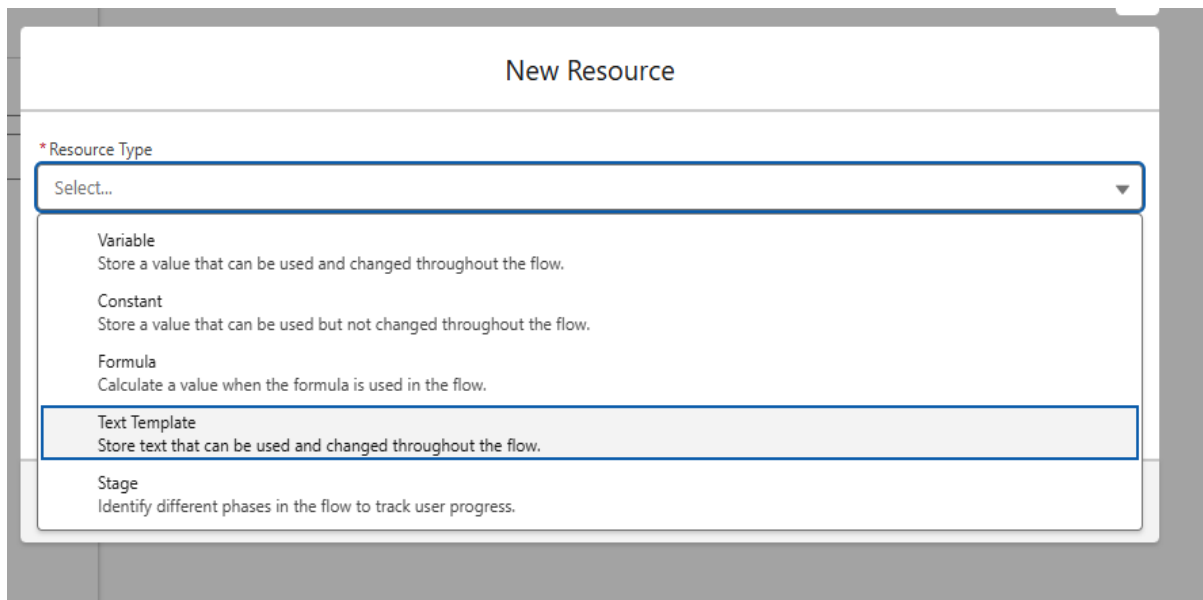 New Resource
*Resource Type
Select...
Variable
Store a value that can be used and changed throughout the flow.
Constant
Store a value that can be used but not changed throughout the flow.
Formula
Calculate a value when the formula is used in the flow.
Text Template
Store text that can be used and changed throughout the flow.
Stage
Identify different phases in the flow to track user progress.